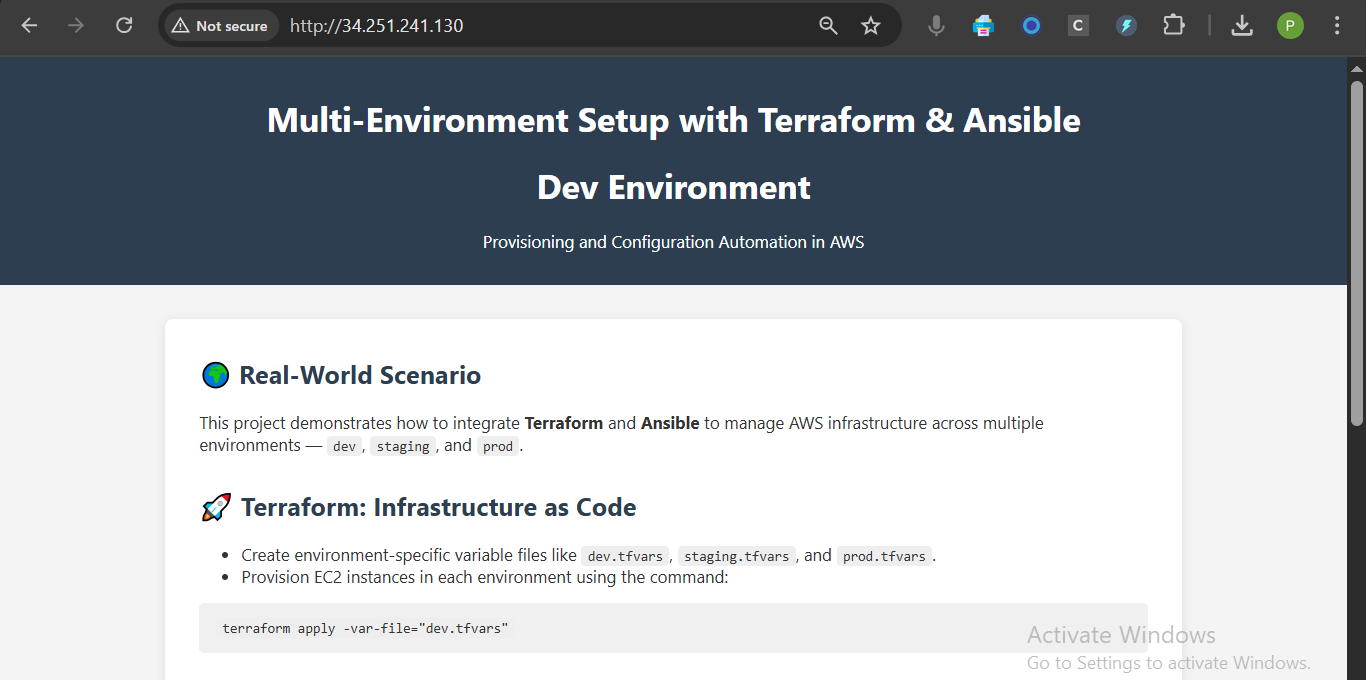 Not secure http://34.251.241.130 C P
Multi-Environment Setup with Terraform & Ansible
Dev Environment
Provisioning and Configuration Automation in AWS
Real-World Scenario
This project demonstrates how to integrate Terraform and Ansible to manage AWS infrastructure across multiple
environments — dev, staging, and prod.
Terraform: Infrastructure as Code
• Create environment-specific variable files like dev.tfvars, staging.tfvars, and prod.tfvars.
• Provision EC2 instances in each environment using the command:
terraform apply -var-file="dev.tfvars"
Activate Windows
Go to Settings to activate Windows.